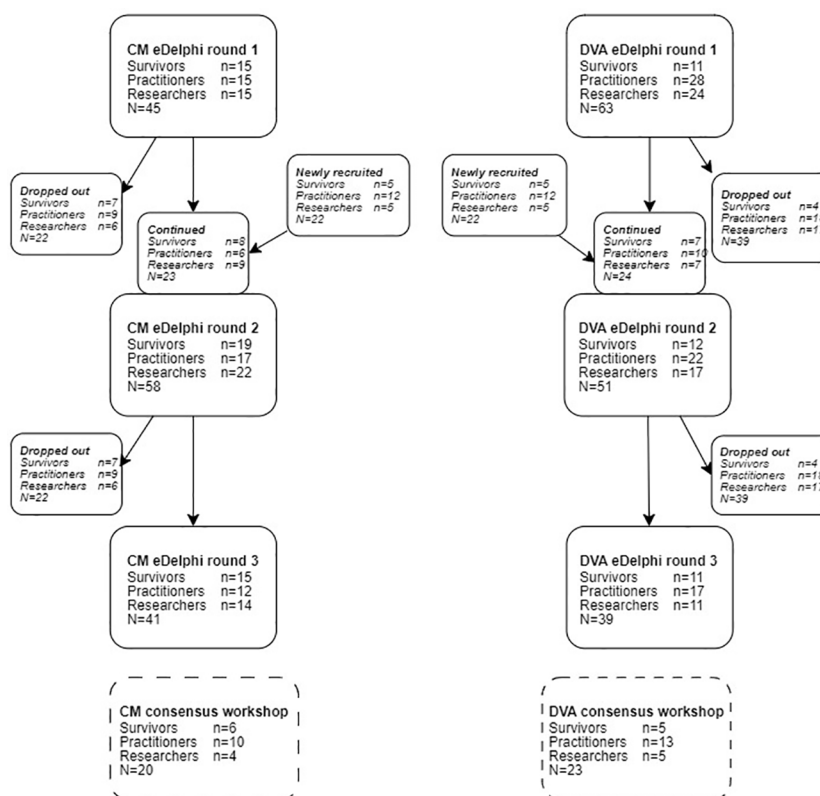 CM eDelphi round 1
Survivors n=15
Practitioners n=15
Researchers n=15
N=45
Dropped out
Survivors n=7
Practitioners n=9
Researchers n=6
N=22
Newly recruited
Survivors n=5
Practitioners n=12
Researchers n=5
N=22
Continued
Survivors n=8
Practitioners n=6
Researchers n=9
N=23
CM eDelphi round 2
Survivors n=19
Practitioners n=17
Researchers n=22
N=58
Dropped out
Survivors n=7
Practitioners n=9
Researchers n=6
N=22
CM eDelphi round 3
Survivors n=15
Practitioners n=12
Researchers n=14
N=41
CM consensus workshop
Survivors n=6
Practitioners n=10
Researchers n=4
N=20
DVA eDelphi round 1
Survivors n=11
Practitioners n=28
Researchers n=24
N=63
Newly recruited
Survivors n=5
Practitioners n=12
Researchers n=5
N=22
Dropped out
Survivors n=4
Practitioners
Researchers
N=39
Continued
Survivors n=7
Practitioners n=10
Researchers n=7
N=24
DVA eDelphi round 2
Survivors n=12
Practitioners n=22
Researchers n=17
N=51
Dropped out
Survivors n=4
Practitioners
Researchers
N=39
DVA eDelphi round 3
Survivors n=11
Practitioners n=17
Researchers n=11
N=39
DVA consensus workshop
Survivors n=5
Practitioners n=13
Researchers n=5
N=23